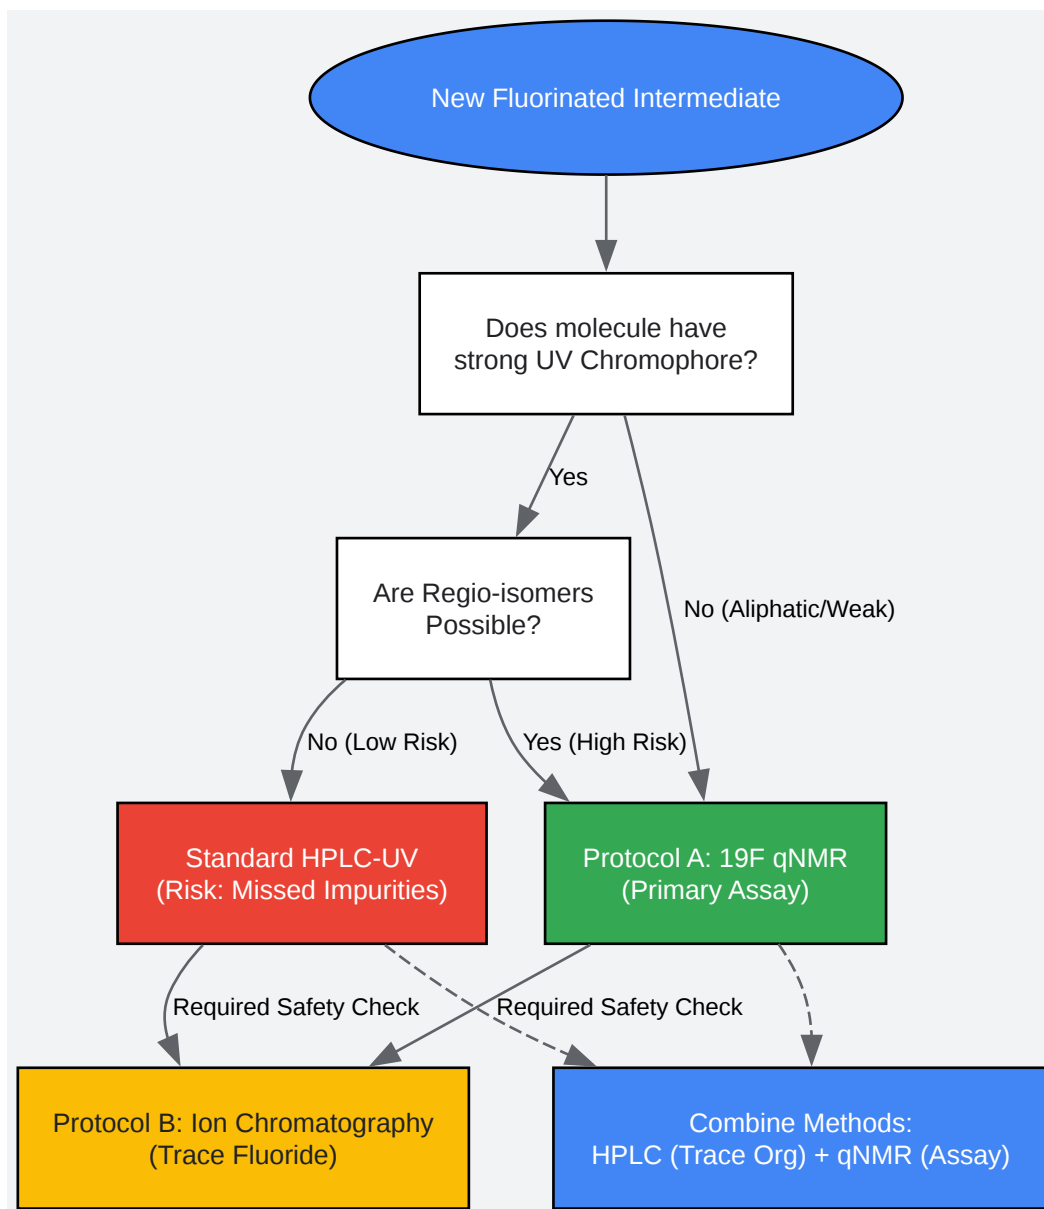 New Fluorinated Intermediate
Does molecule have
strong UV Chromophore?
Yes
Are Regio-isomers
Possible?
No (Aliphatic/Weak)
No (Low Risk)
Yes (High Risk)
Standard HPLC-UV
(Risk: Missed Impurities)
Protocol A: 19F qNMR
(Primary Assay)
Required Safety Check
Required Safety Check
Protocol B: Ion Chromatography
(Trace Fluoride)
Combine Methods:
HPLC (Trace Org) + qNMR (Assay)